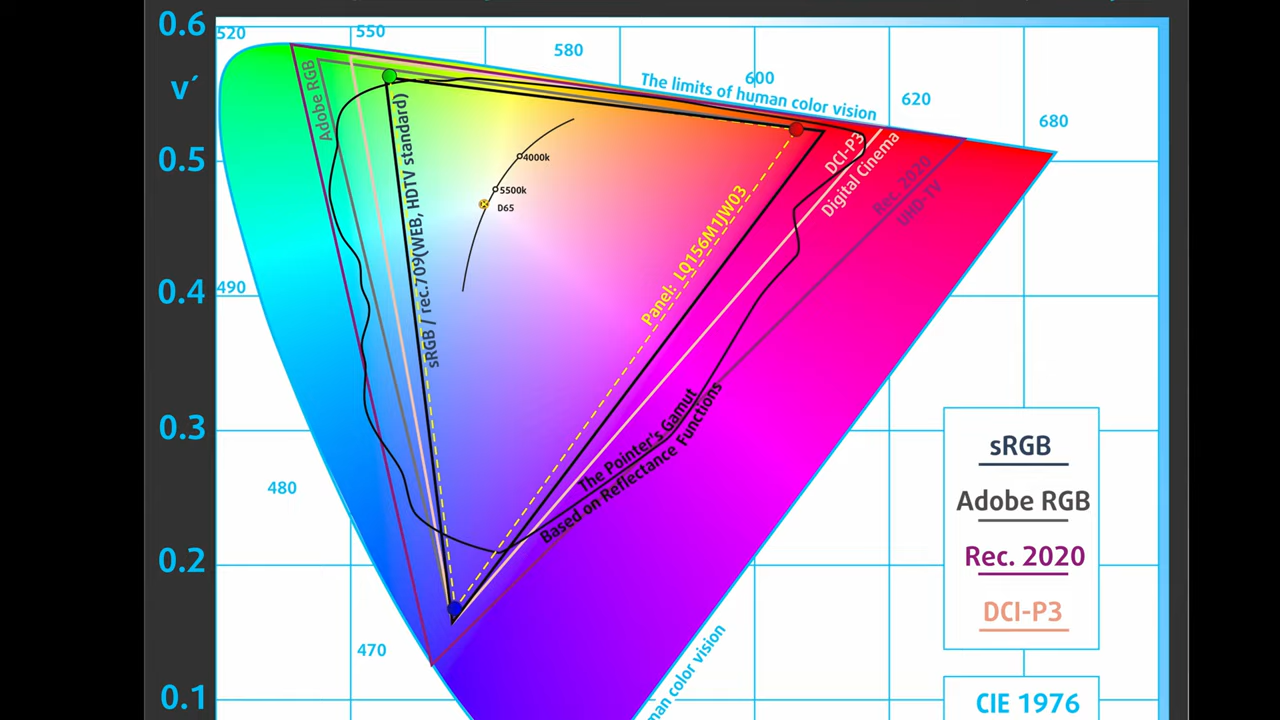 0.6
520
550
580
600
620
680
The limits of human color vision
v´
Adobe RGB
sRGB / rec.709(WEB, HDTV standard)
4000k
5500k
D65
DCI-P3
Digital Cinema
Rec. 2020
UHD-TV
Panel: LQ156M1JW03
0.5
0.4
490
0.3
The Pointer's Gamut
Based on Reflectance Functions
480
0.2
470
0.1
sRGB
Adobe RGB
Rec. 2020
DCI-P3
CIE 1976
man color vision